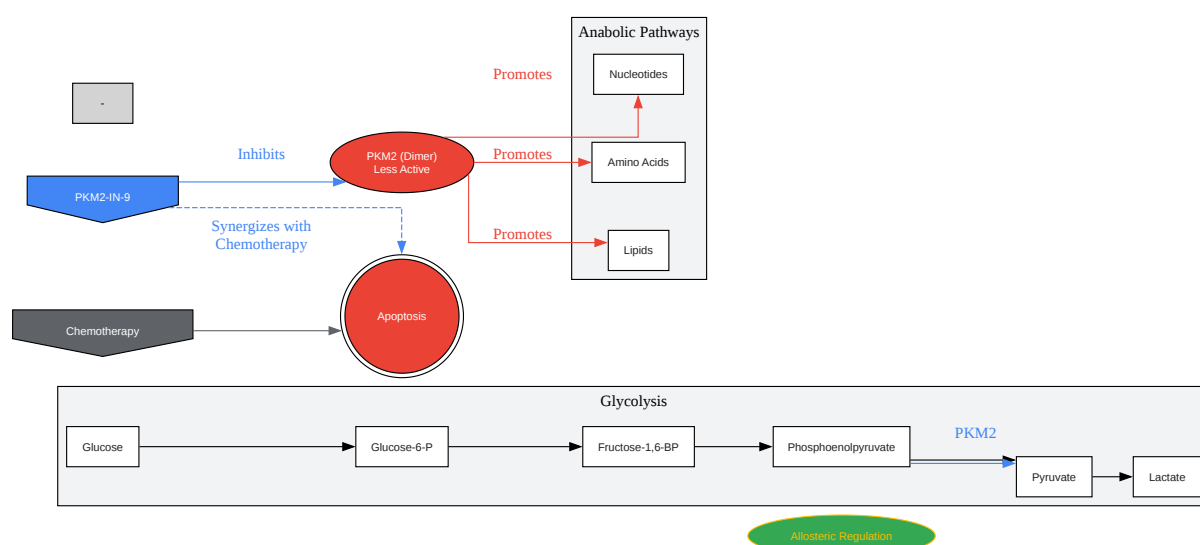 Anabolic Pathways
Promotes
Nucleotides
-
Inhibits
PKM2 (Dimer)
Less Active
Promotes
Amino Acids
PKM2-IN-9
Synergizes with
Chemotherapy
Promotes
Lipids
Chemotherapy
Apoptosis
Glycolysis
Glucose
Glucose-6-P
Fructose-1,6-BP
Phosphoenolpyruvate
PKM2
Pyruvate
Lactate
Allosteric Regulation